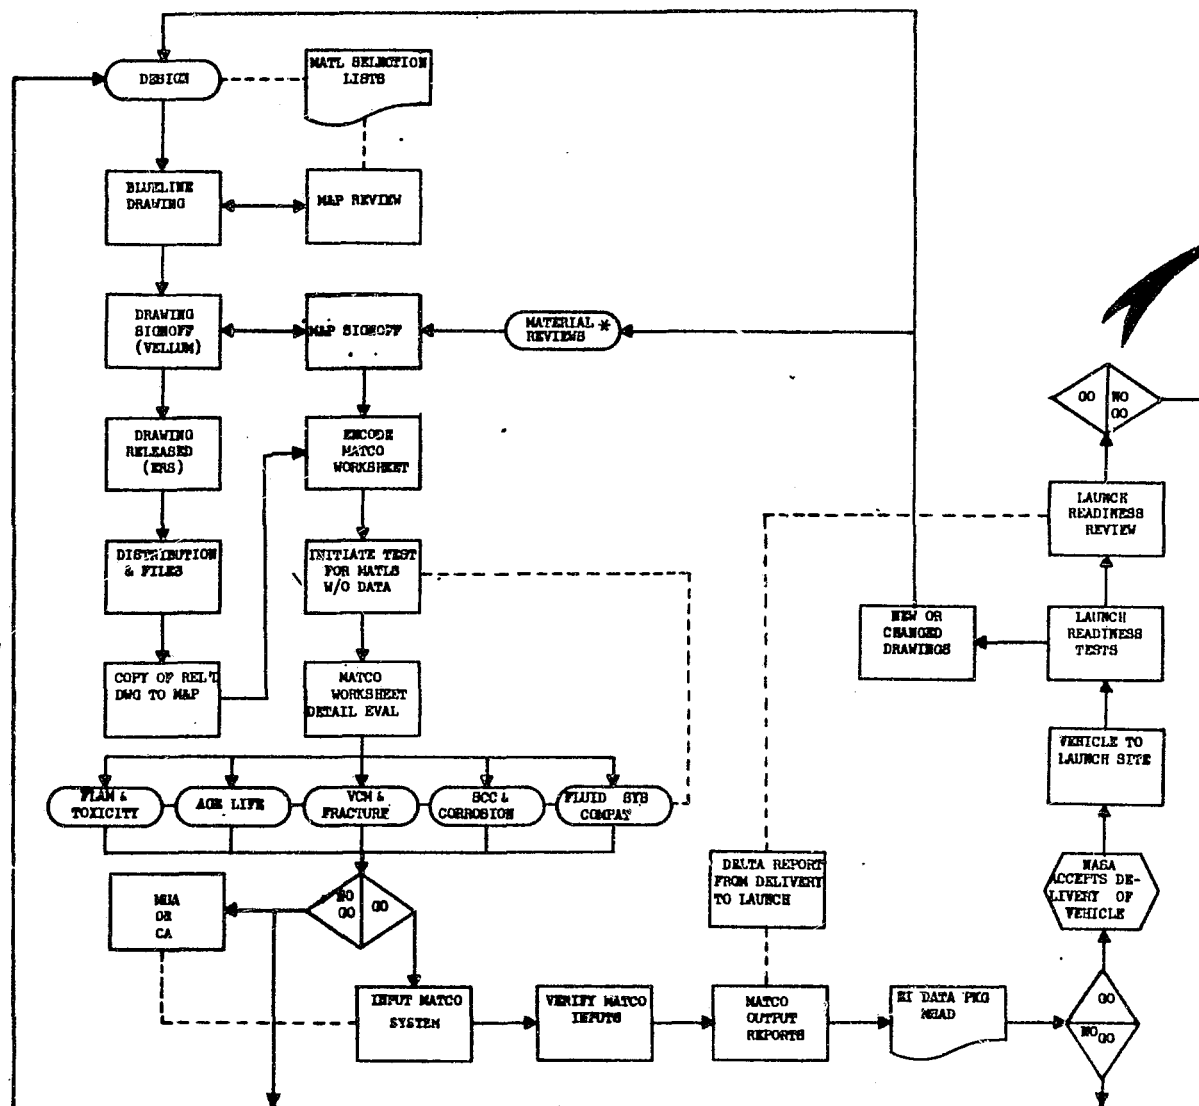 DESIGN
MATL SELECTION
LISTS
BLUELINE
DRAWING
M&P REVIEW
DRAWING
SIGNOFF
(VELLUM)
M&P SIGNOFF
MATERIAL *
REVIEWS
GO
NO
GO
DRAWING
RELEASED
(ERS)
ENCODE
MATCO
WORKSHEET
LAUNCH
READINESS
REVIEW
DISTRIBUTION
& FILES
INITIATE TEST
FOR MATLS
W/O DATA
NEW OR
CHANGED
DRAWINGS
LAUNCH
READINESS
TESTS
COPY OF REL'D
DWG TO M&P
MATCO
WORKSHEET
DETAIL EVAL
VEHICLE TO
LAUNCH SITE
FLAM &
TOXICITY
AGE LIFE
VCM &
FRACTURE
SCC &
CORROSION
FLUID SYS
COMPAT
DELTA REPORT
FROM DELIVERY
TO LAUNCH
NASA
ACCEPTS DE-
LIVERY OF
VEHICLE
MUA
OR
CA
NO
GO
GO
INPUT MATCO
SYSTEM
VERIFY MATCO
INPUTS
MATCO
OUTPUT
REPORTS
DATA PKG
GO
NO
GO